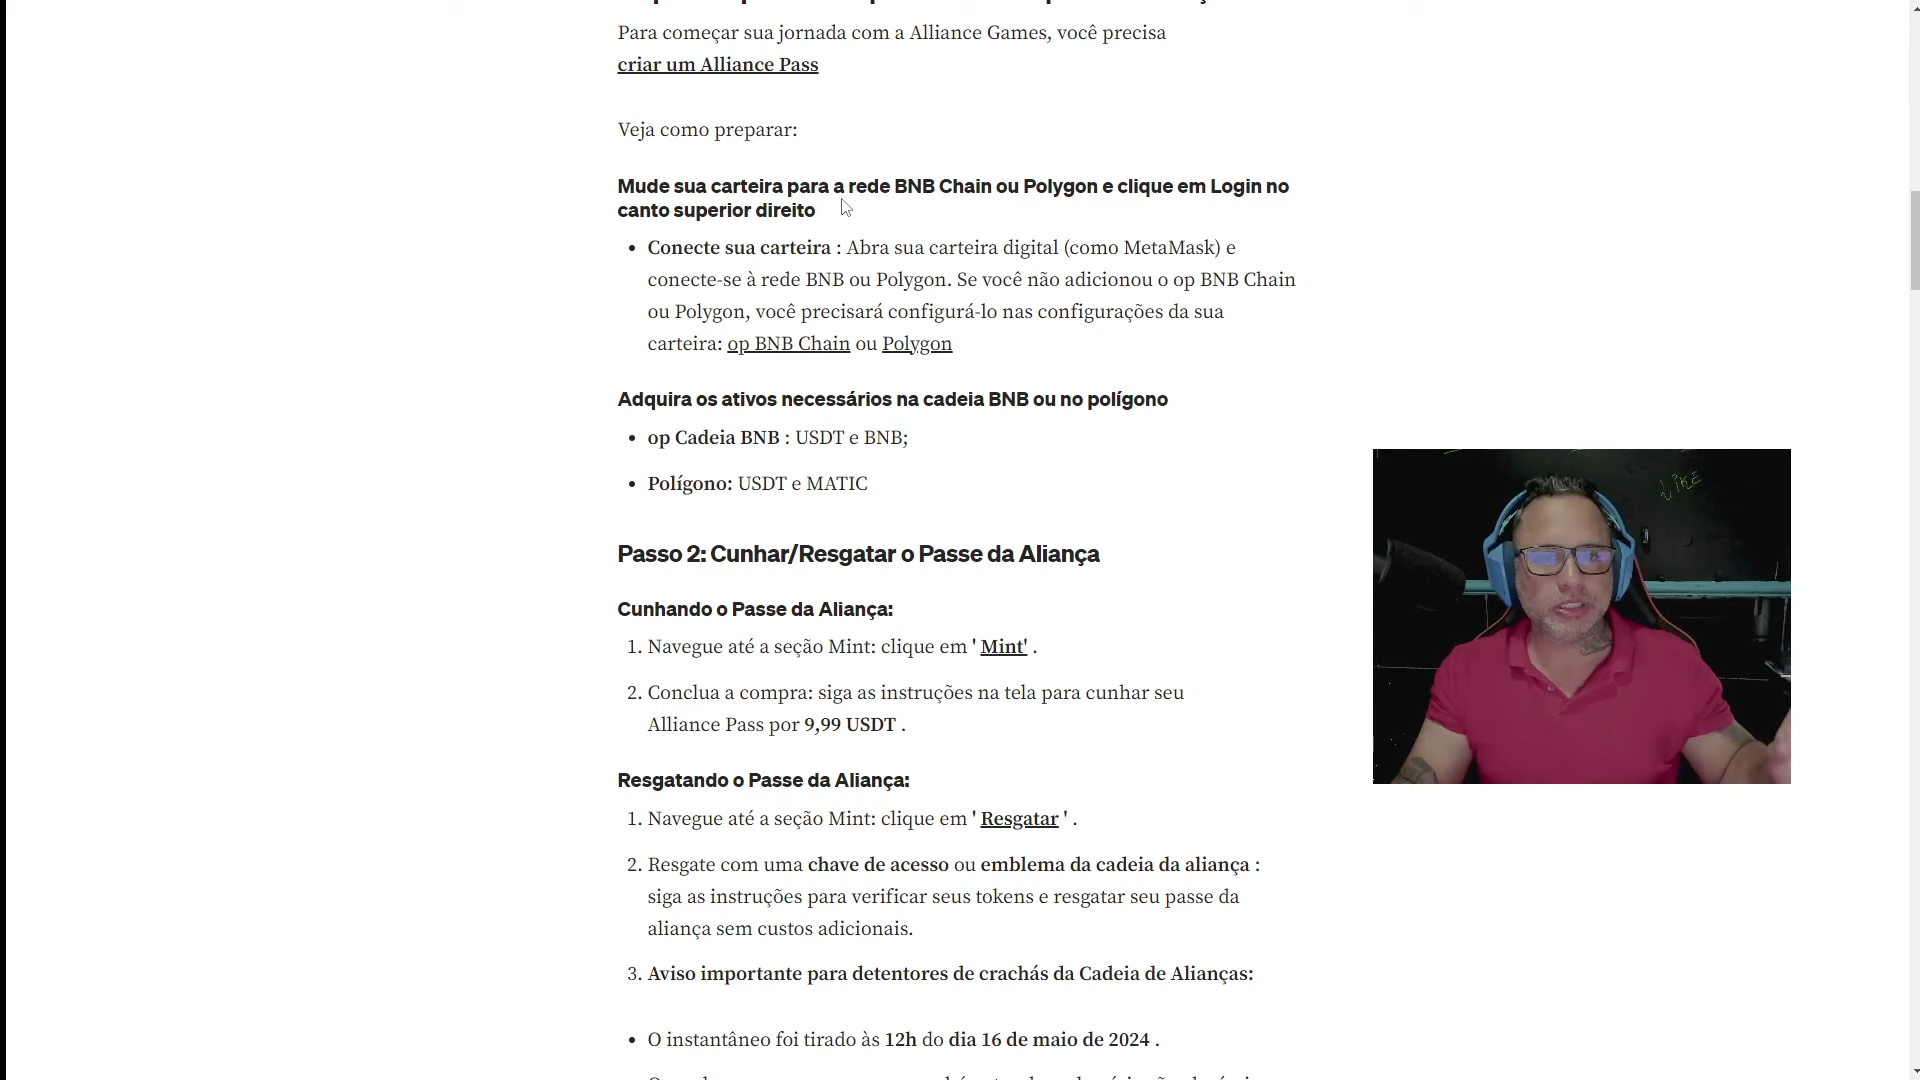 Para começar sua jornada com a Alliance Games, você precisa
criar um Alliance Pass
Veja como preparar:
Mude sua carteira para a rede BNB Chain ou Polygon e clique em Login no
canto superior direito
• Conecte sua carteira : Abra sua carteira digital (como MetaMask) e
conecte-se à rede BNB ou Polygon. Se você não adicionou o op BNB Chain
ou Polygon, você precisará configurá-lo nas configurações da sua
carteira: op BNB Chain ou Polygon
Adquira os ativos necessários na cadeia BNB ou no polígono
• op Cadeia BNB : USDT e BNB;
• Polígono: USDT e MATIC
Passo 2: Cunhar/Resgatar o Passe da Aliança
Cunhando o Passe da Aliança:
1. Navegue até a seção Mint: clique em ' Mint' .
2. Conclua a compra: siga as instruções na tela para cunhar seu
Alliance Pass por 9,99 USDT .
Resgatando o Passe da Aliança:
1. Navegue até a seção Mint: clique em ' Resgatar ' .
2. Resgate com uma chave de acesso ou emblema da cadeia da aliança :
siga as instruções para verificar seus tokens e resgatar seu passe da
aliança sem custos adicionais.
3. Aviso importante para detentores de crachás da Cadeia de Alianças:
• O instantâneo foi tirado às 12h do dia 16 de maio de 2024 .
LIKE